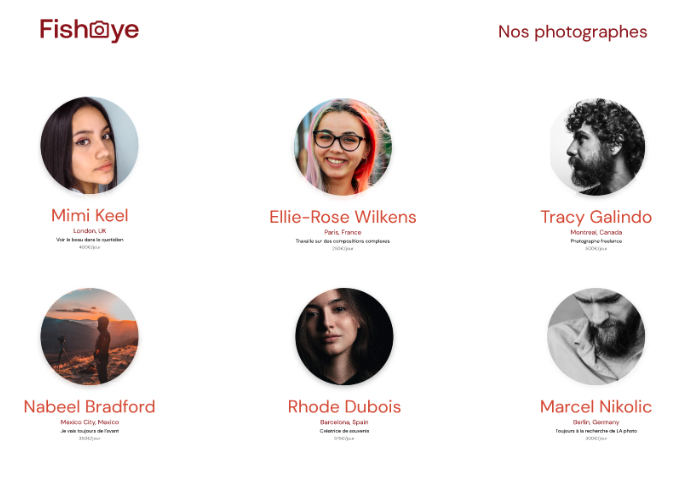 Fisheye
Nos photographes
Mimi Keel
London, UK
Voir le beau dans le quotidien
400€/jour
Ellie-Rose Wilkens
Paris, France
Travaille sur des compositions complexes
250€/jour
Tracy Galindo
Montreal, Canada
Photographe freelance
500€/jour
Nabeel Bradford
Mexico City, Mexico
Je vais toujours de l'avant
350€/jour
Rhode Dubois
Barcelona, Spain
Créatrice de souvenirs
275€/jour
Marcel Nikolic
Berlin, Germany
Toujours à la recherche de LA photo
300€/jour